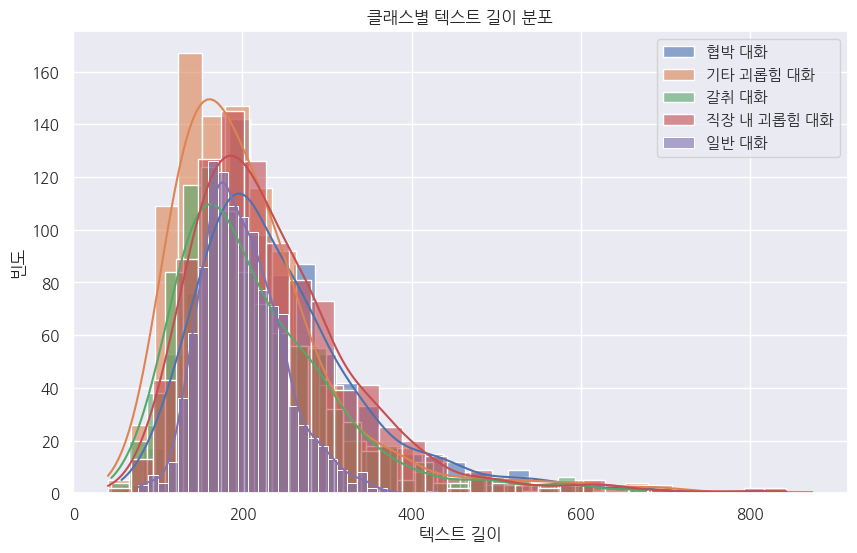 클래스별 텍스트 길이 분포
협박 대화
기타 괴롭힘 대화
갈취 대화
직장 내 괴롭힘 대화
일반 대화
빈도
160
140
120
100
80
60
40
20
0
0
200
400
600
800
텍스트 길이